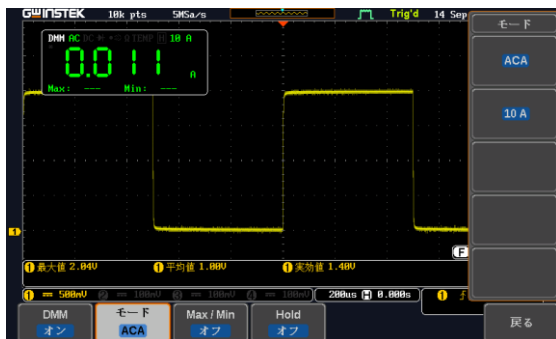 GWINSTEK 10k pts 5MSa/s Trig'd 14 Sep
モード
DMM AC DC TEMP H 10 A
0.011 A
Max: --- Min: ---
ACA
10 A
1
F
1 最大値 2.04V 1 平均値 1.00V 1 実効値 1.40V
1 500mV 2 100mV 3 100mV 4 100mV 200us H 0.000s 1
DMM モード Max / Min Hold 戻る
オン ACA オフ オフ